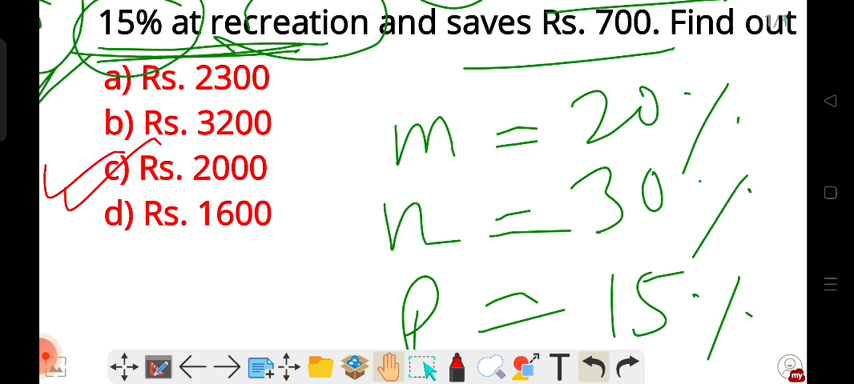 15% at recreation and saves Rs. 700. Find out
a) Rs. 2300
b) Rs. 3200
c) Rs. 2000
d) Rs. 1600
m = 20%
n = 30%
P = 15%
T
my